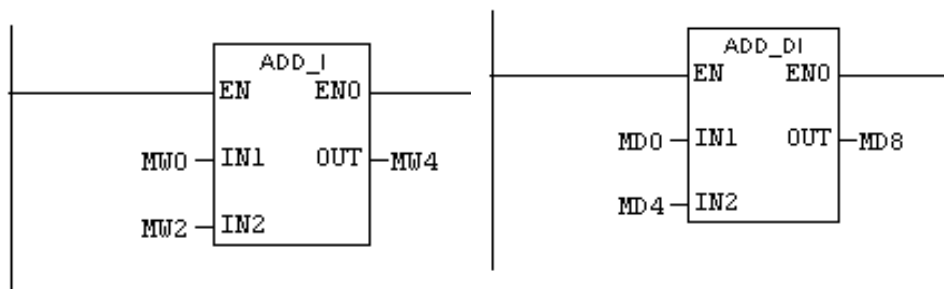 ADD_I
EN ENO
MW0 IN1 OUT MW4
MW2 IN2
ADD_DI
EN ENO
MD0 IN1 OUT MD8
MD4 IN2